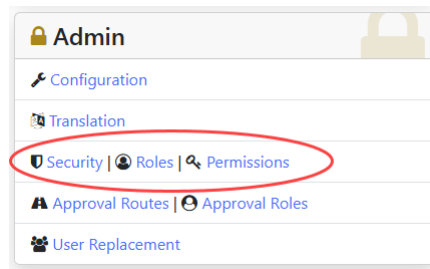 Admin
Configuration
Translation
Security | Roles | Permissions
Approval Routes | Approval Roles
User Replacement